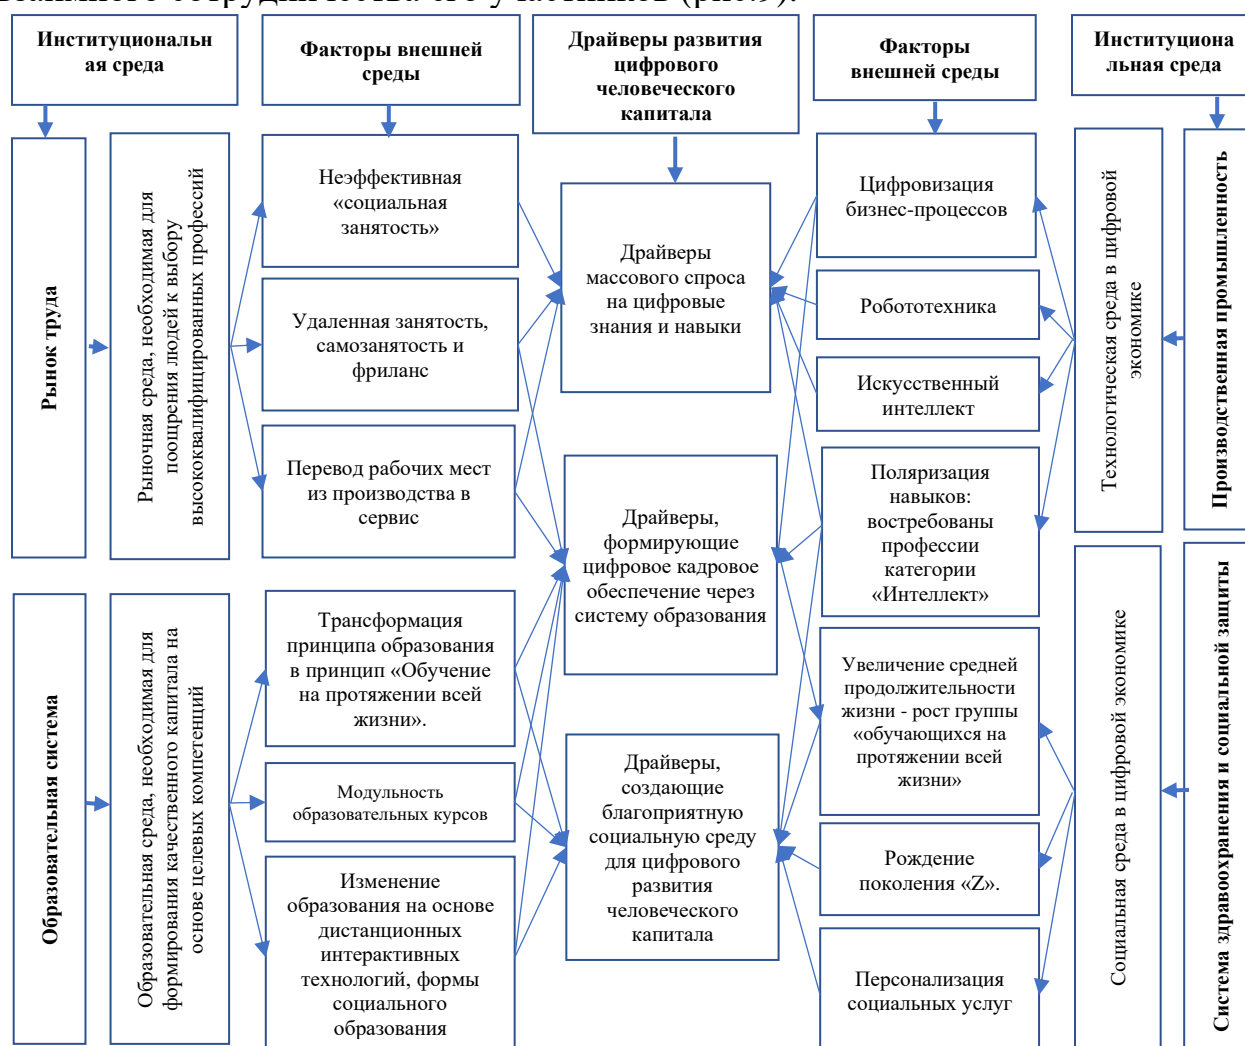 взаимного сотрудничества его участников (рис.9).
Институциональн
ая среда
Факторы внешней
среды
Драйверы развития
цифрового
человеческого
капитала
Факторы
внешней среды
Институциона
льная среда
Рынок труда
Рыночная среда, необходимая для
поощрения людей к выбору
высококвалифицированных профессий
Неэффективная
«социальная
занятость»
Удаленная занятость,
самозанятость и
фриланс
Перевод рабочих мест
из производства в
сервис
Драйверы
массового спроса
на цифровые
знания и навыки
Цифровизация
бизнес-процессов
Робототехника
Искусственный
интеллект
Поляризация
навыков:
востребованы
профессии
категории
«Интеллект»
Технологическая среда в цифровой
экономике
Производственная промышленность
Драйверы,
формирующие
цифровое кадровое
обеспечение через
систему образования
Образовательная система
Образовательная среда, необходимая для
формирования качественного капитала на
основе целевых компетенций
Трансформация
принципа образования
в принцип «Обучение
на протяжении всей
жизни».
Модульность
образовательных курсов
Изменение
образования на основе
дистанционных
интерактивных
технологий, формы
социального
образования
Драйверы,
создающие
благоприятную
социальную среду
для цифрового
развития
человеческого
капитала
Увеличение средней
продолжительности
жизни - рост группы
«обучающихся на
протяжении всей
жизни»
Рождение
поколения «Z».
Персонализация
социальных услуг
Социальная среда в цифровой экономике
Система здравоохранения и социальной защиты